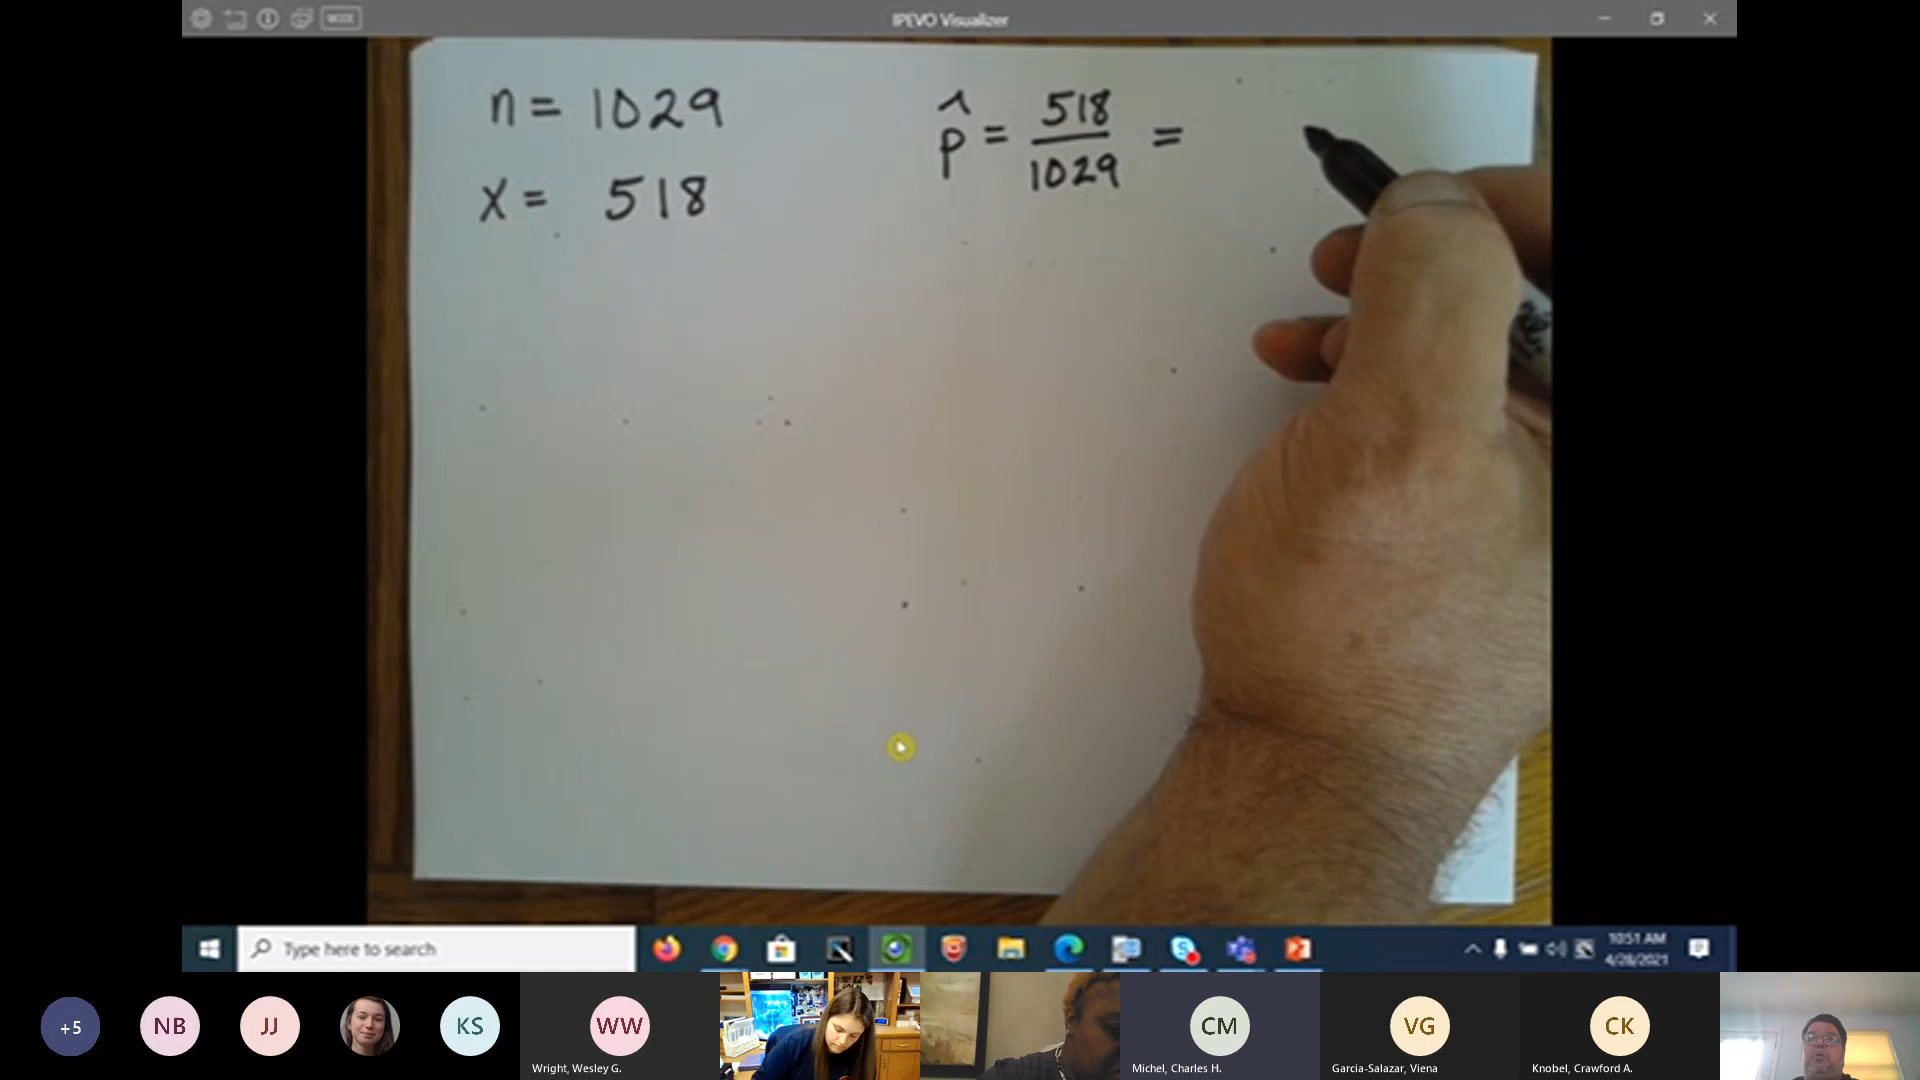 IPEVO Visualizer
n = 1029
x = 518
p̂ = 518/1029 =
Type here to search
10:51 AM
4/28/2021
+5
NB
JJ
KS
WW
CM
VG
CK
Wright, Wesley G.
Michel, Charles H.
Garcia-Salazar, Viena
Knobel, Crawford A.